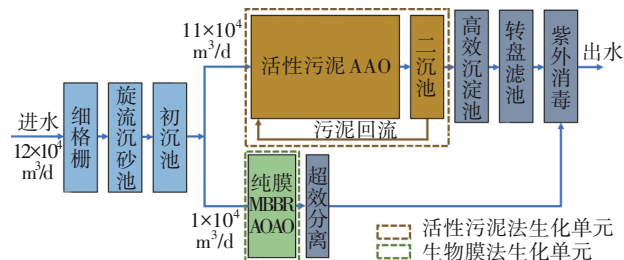 进水
12×10⁴
m³/d
细格栅
旋流沉砂池
初沉池
11×10⁴
m³/d
活性污泥 AAO
二沉池
污泥回流
高效沉淀池
转盘滤池
紫外消毒
出水
1×10⁴
m³/d
纯膜
MBBR
AOAO
超效分离
活性污泥法生化单元
生物膜法生化单元